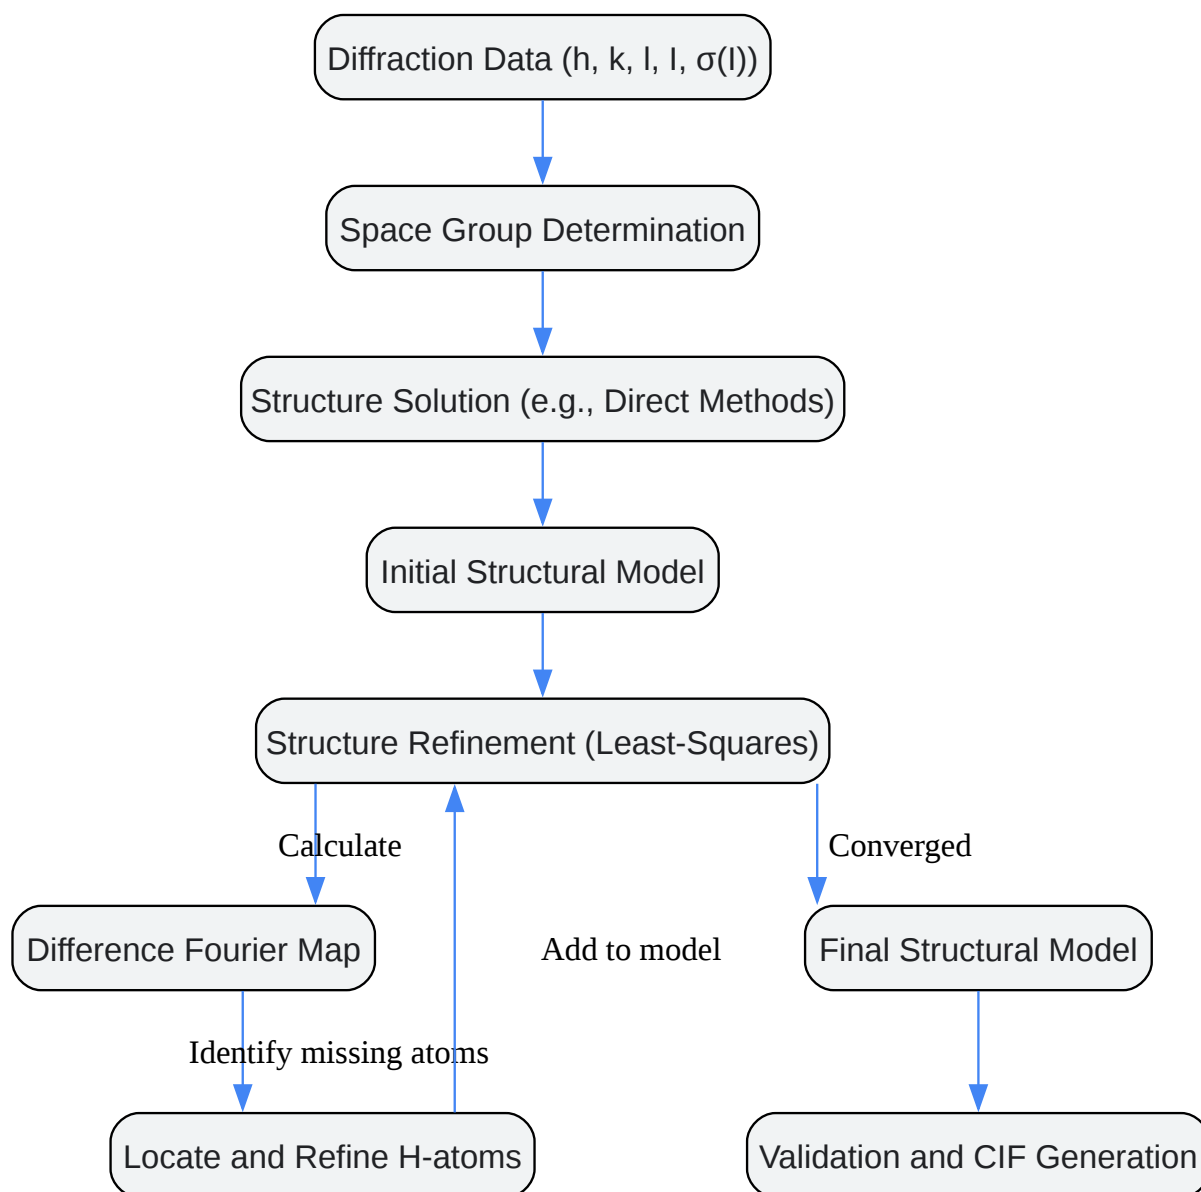 Diffraction Data (h, k, l, I, σ(I))
Space Group Determination
Structure Solution (e.g., Direct Methods)
Initial Structural Model
Structure Refinement (Least-Squares)
Calculate
Converged
Difference Fourier Map
Add to model
Final Structural Model
Identify missing atoms
Locate and Refine H-atoms
Validation and CIF Generation